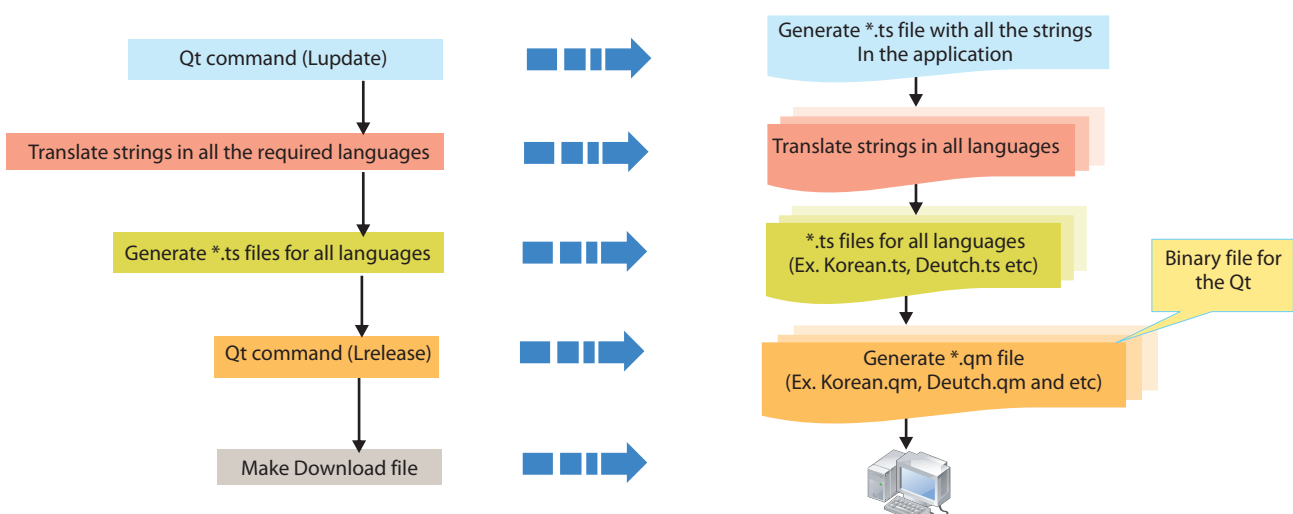 Qt command (Lupdate)
Generate *.ts file with all the strings
In the application
Translate strings in all the required languages
Translate strings in all languages
Generate *.ts files for all languages
*.ts files for all languages
(Ex. Korean.ts, Deutch.ts etc)
Binary file for
the Qt
Qt command (Lrelease)
Generate *.qm file
(Ex. Korean.qm, Deutch.qm and etc)
Make Download file